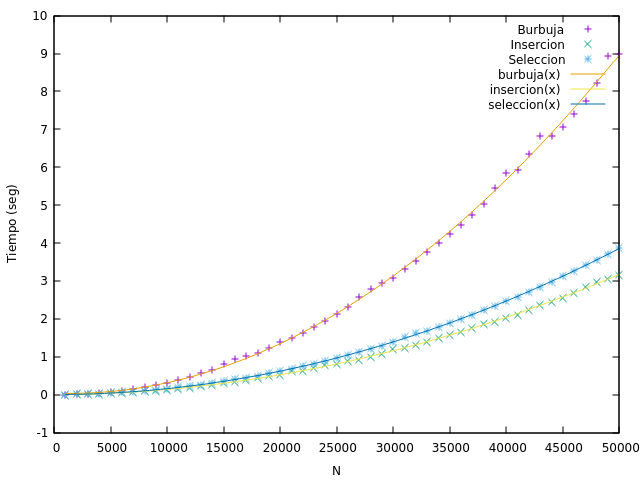 10
9
8
7
6
5
4
3
2
1
0
-1
Tiempo (seg)
Burbuja
Insercion
Seleccion
burbuja(x)
insercion(x)
seleccion(x)
0 5000 10000 15000 20000 25000 30000 35000 40000 45000 50000
N